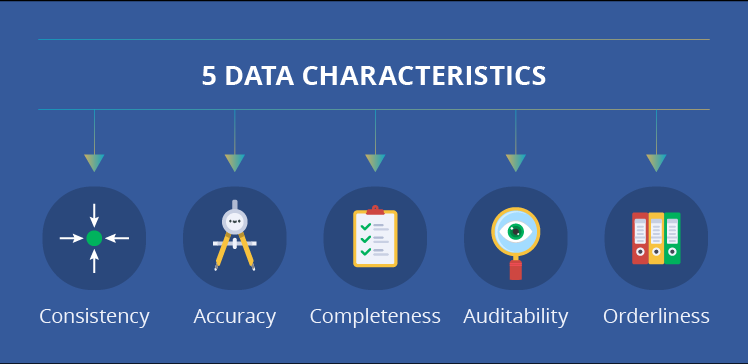 5 DATA CHARACTERISTICS
Consistency
Accuracy
Completeness
Auditability
Orderliness